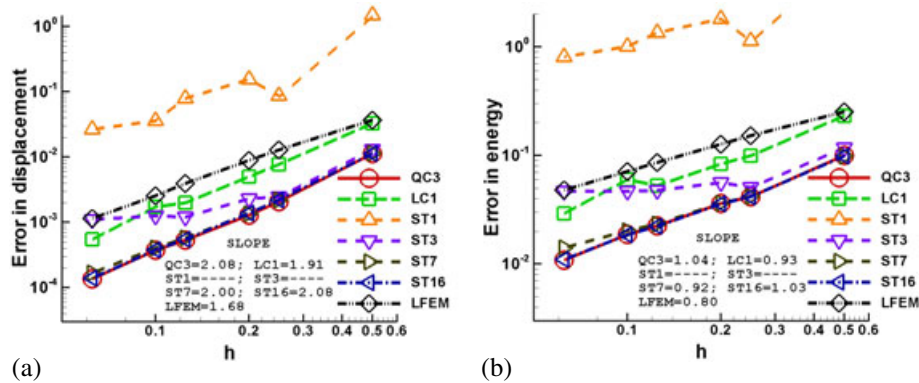 10⁰
10⁻¹
10⁻²
10⁻³
10⁻⁴
Error in displacement
QC3
LC1
ST1
ST3
ST7
ST16
LFEM
SLOPE
QC3=2.08; LC1=1.91
ST1=----; ST3=-----
ST7=2.00; ST16=2.08
LFEM=1.68
0.1 0.2 0.3 0.4 0.5 0.6
h
(a)
10⁰
10⁻¹
10⁻²
Error in energy
QC3
LC1
ST1
ST3
ST7
ST16
LFEM
SLOPE
QC3=1.04; LC1=0.93
ST1=----; ST3=-----
ST7=0.92; ST16=1.03
LFEM=0.80
0.1 0.2 0.3 0.4 0.5 0.6
h
(b)